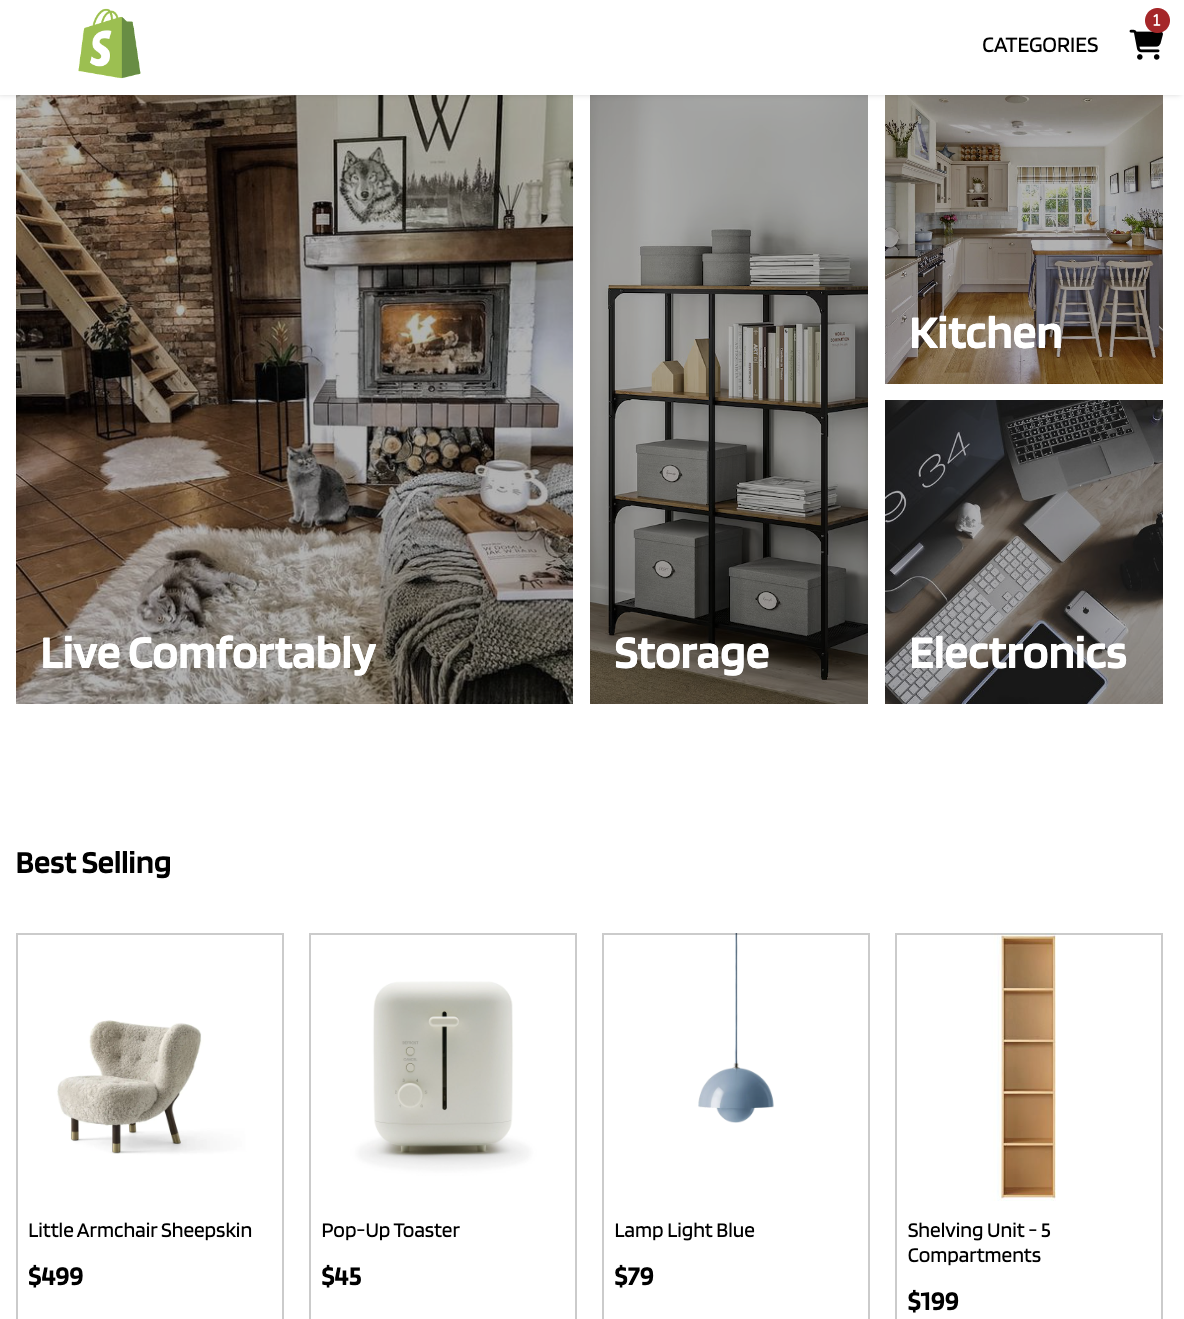 S
CATEGORIES
1
W
Kitchen
34
Live Comfortably
Storage
Electronics
Best Selling
Little Armchair Sheepskin
$499
Pop-Up Toaster
$45
Lamp Light Blue
$79
Shelving Unit - 5
Compartments
$199